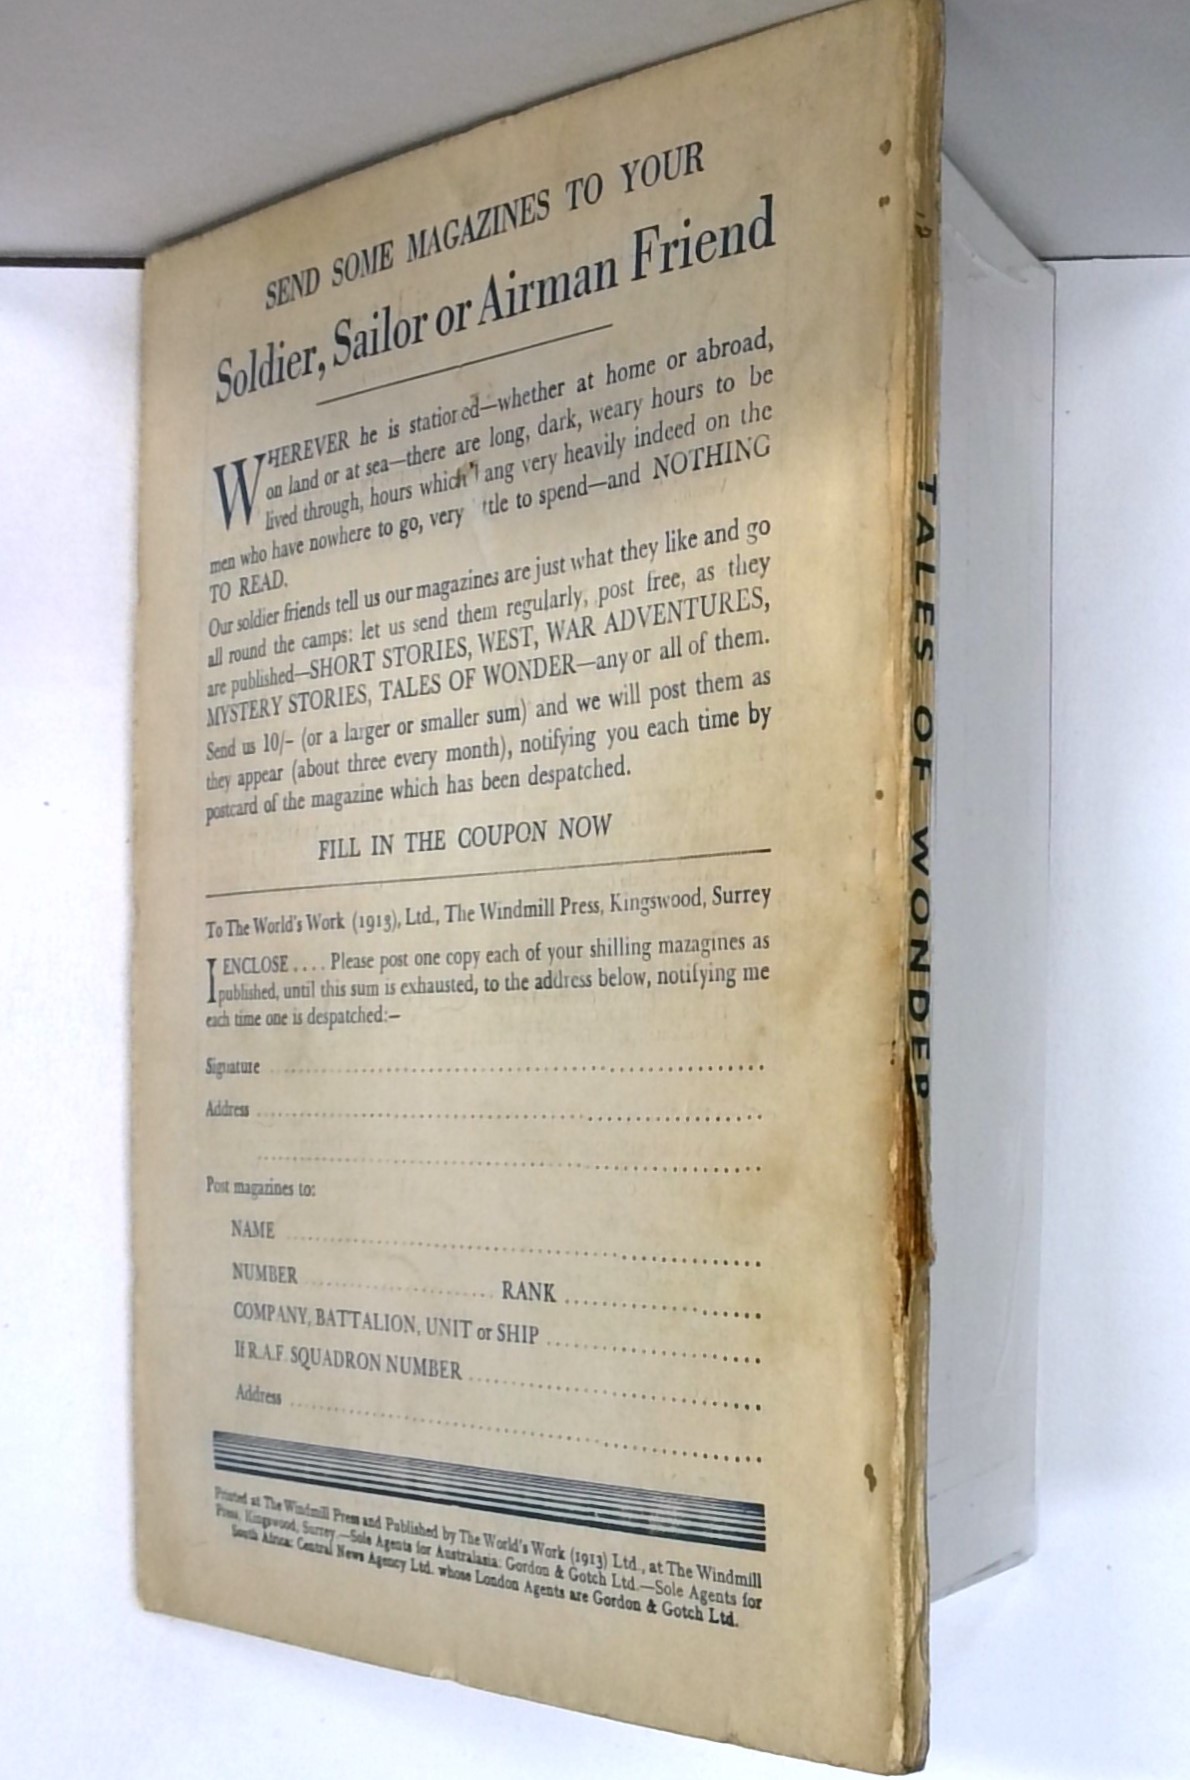 SEND SOME MAGAZINES TO YOUR
Soldier, Sailor or Airman Friend
WHEREVER he is stationed—whether at home or abroad,
on land or at sea—there are long, dark, weary hours to be
lived through, hours which ang very heavily indeed on the
men who have nowhere to go, very ttle to spend—and NOTHING
TO READ.
Our soldier friends tell us our magazines are just what they like and go
all round the camps: let us send them regularly, post free, as they
are published—SHORT STORIES, WEST, WAR ADVENTURES,
MYSTERY STORIES, TALES OF WONDER—any or all of them.
Send us 10/- (or a larger or smaller sum) and we will post them as
they appear (about three every month), notifying you each time by
postcard of the magazine which has been despatched.
FILL IN THE COUPON NOW
To The World's Work (1913), Ltd., The Windmill Press, Kingswood, Surrey
I ENCLOSE.... Please post one copy each of your shilling mazagines as
published, until this sum is exhausted, to the address below, notifying me
each time one is despatched:—
Signature
Address
Post magazines to:
NAME
NUMBER RANK
COMPANY, BATTALION, UNIT or SHIP
If R.A.F. SQUADRON NUMBER
Address
Printed at The Windmill Press and Published by The World's Work (1913) Ltd., at The Windmill
Press, Kingswood, Surrey.—Sole Agents for Australasia: Gordon & Gotch Ltd.—Sole Agents for
South Africa: Central News Agency Ltd. whose London Agents are Gordon & Gotch Ltd.
TALES OF WONDER